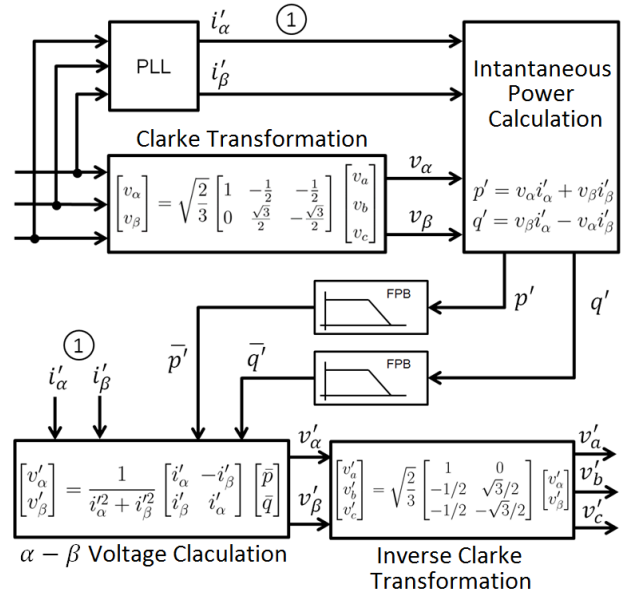 i′α
①
PLL
i′β
Intantaneous
Power
Calculation
Clarke Transformation
[vα vβ] = √(2/3) [1 −1/2 −1/2; 0 √3/2 −√3/2] [va vb vc]
vα
vβ
p′ = vαi′α + vβi′β
q′ = vβi′α − vαi′β
FPB
p′
q′
p̅′
q̅′
FPB
①
i′α
i′β
[v′α v′β] = 1/(i′²α + i′²β) [i′α −i′β; i′β i′α] [p̄ q̄]
v′α
v′β
[v′a v′b v′c] = √(2/3) [1 0; −1/2 √3/2; −1/2 −√3/2] [v′α v′β]
v′a
v′b
v′c
α − β Voltage Claculation
Inverse Clarke
Transformation